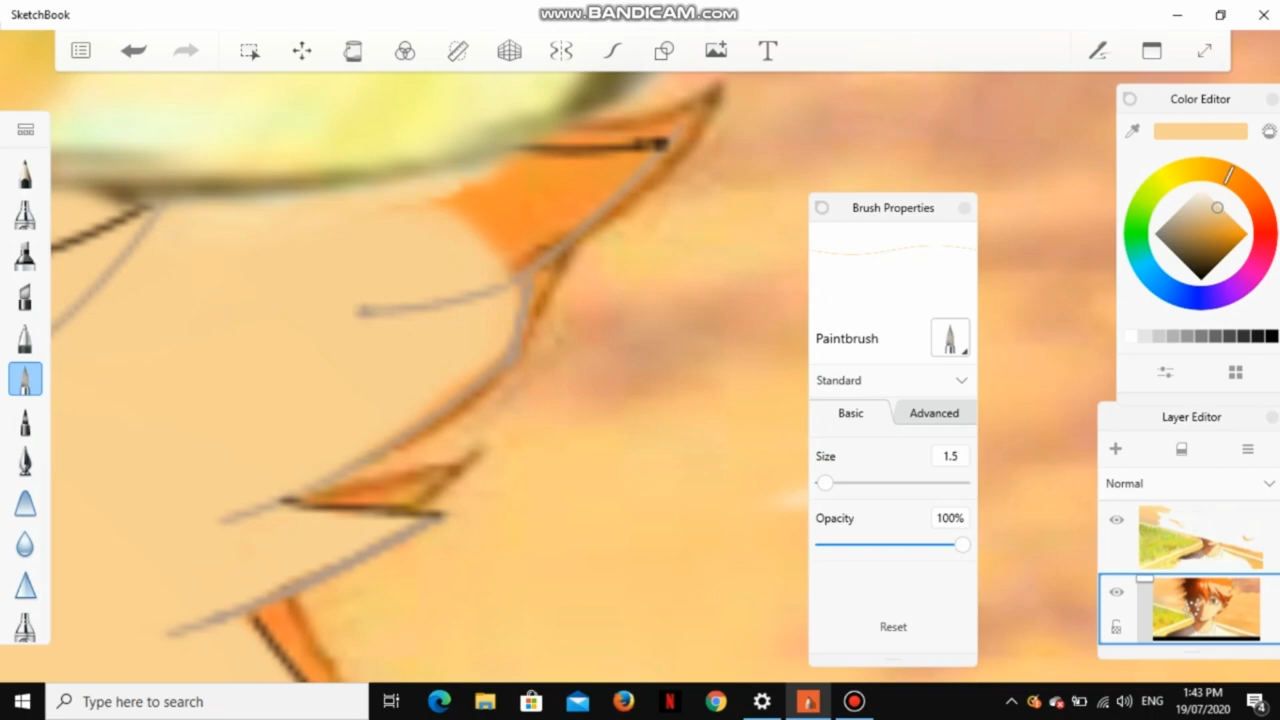 SketchBook
www.BANDICAM.com
T
Color Editor
Brush Properties
Paintbrush
Standard
Basic
Advanced
Size
1.5
Opacity
100%
Reset
Layer Editor
Normal
Type here to search
N
ENG
1:43 PM
19/07/2020
4